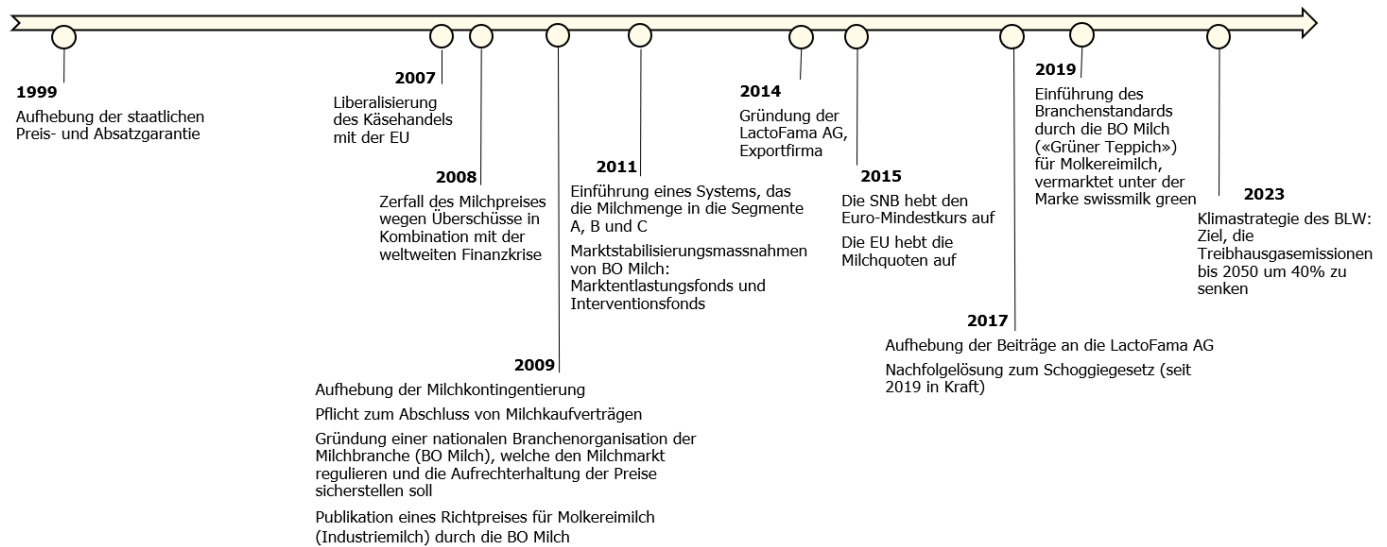 1999
Aufhebung der staatlichen
Preis- und Absatzgarantie
2007
Liberalisierung
des Käsehandels
mit der EU
2008
Zerfall des Milchpreises
wegen Überschüsse in
Kombination mit der
weltweiten Finanzkrise
2009
Aufhebung der Milchkontingentierung
Pflicht zum Abschluss von Milchkaufverträgen
Gründung einer nationalen Branchenorganisation der
Milchbranche (BO Milch), welche den Milchmarkt
regulieren und die Aufrechterhaltung der Preise
sicherstellen soll
Publikation eines Richtpreises für Molkereimilch
(Industriemilch) durch die BO Milch
2011
Einführung eines Systems, das
die Milchmenge in die Segmente
A, B und C
Marktstabilisierungsmassnahmen
von BO Milch:
Marktentlastungsfonds und
Interventionsfonds
2014
Gründung der
LactoFama AG,
Exportfirma
2015
Die SNB hebt den
Euro-Mindestkurs auf
Die EU hebt die
Milchquoten auf
2017
Aufhebung der Beiträge an die LactoFama AG
Nachfolgelösung zum Schoggiegesetz (seit
2019 in Kraft)
2019
Einführung des
Branchenstandards
durch die BO Milch
(«Grüner Teppich»)
für Molkereimilch,
vermarktet unter der
Marke swissmilk green
2023
Klimastrategie des BLW:
Ziel, die
Treibhausgasemissionen
bis 2050 um 40% zu
senken